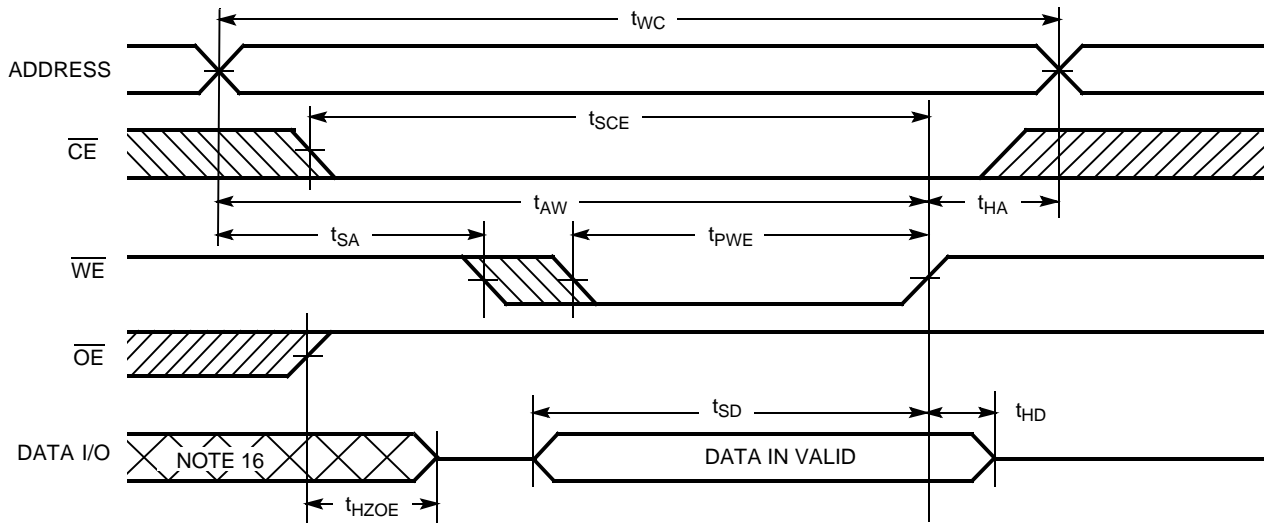 tWC
ADDRESS
tSCE
CE
tAW
tHA
tSA
tPWE
WE
OE
tSD
tHD
DATA I/O
NOTE 16
DATA IN VALID
tHZOE